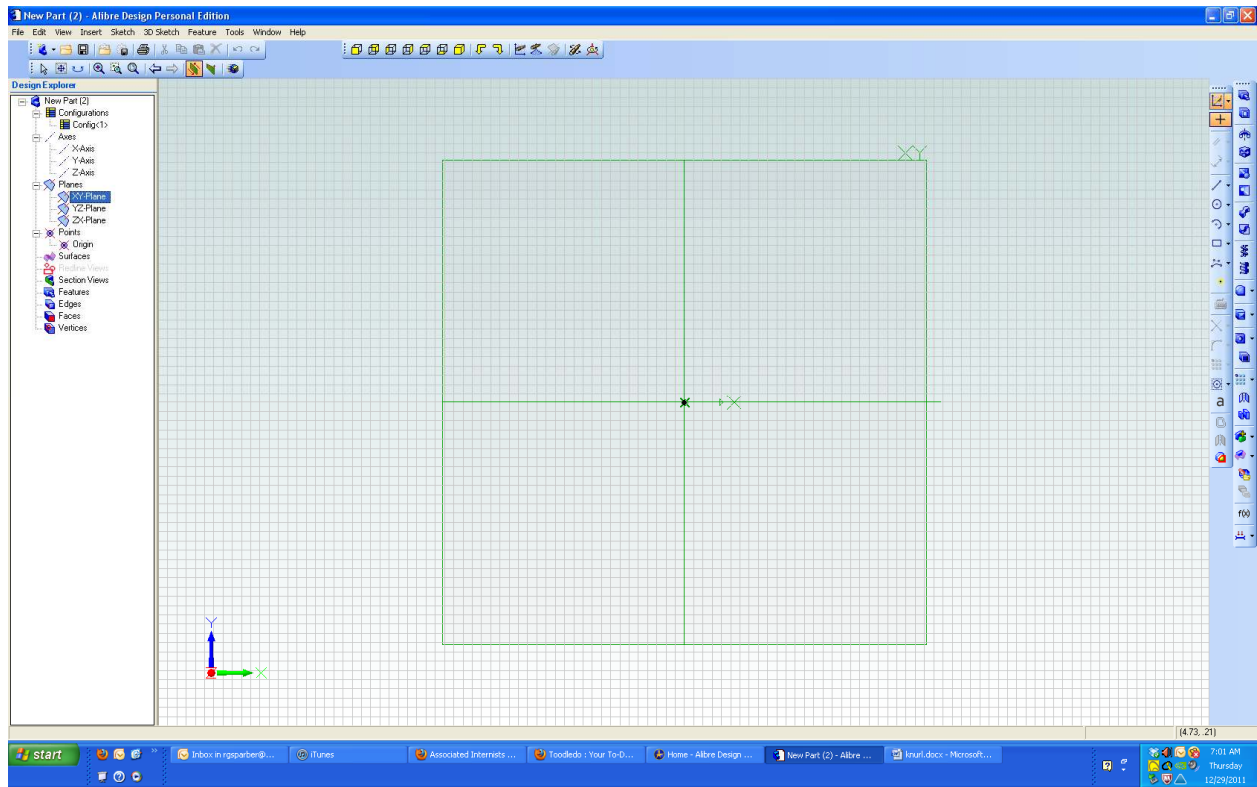 New Part (2) - Alibre Design Personal Edition
File Edit View Insert Sketch 3D Sketch Feature Tools Window Help
Design Explorer
New Part (2)
Configurations
Config<1>
Axes
X-Axis
Y-Axis
Z-Axis
Planes
XY-Plane
YZ-Plane
ZX-Plane
Points
Origin
Surfaces
Redline Views
Section Views
Features
Edges
Faces
Vertices
XY
X
Y
X
a
f(x)
(4.73, .21)
start
Inbox in rgsparber@...
iTunes
Associated Internists ...
Toodledo : Your To-D...
Home - Alibre Design ...
New Part (2) - Alibre ...
knurl.docx - Microsoft...
7:01 AM
Thursday
12/29/2011